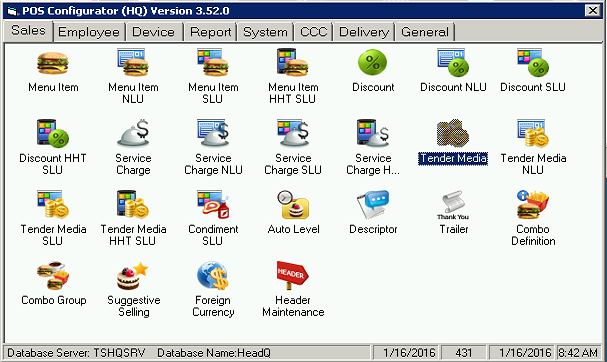 POS Configurator (HQ) Version 3.52.0
Sales Employee Device Report System CCC Delivery General
Menu Item
Menu Item NLU
Menu Item SLU
Menu Item HHT SLU
Discount
Discount NLU
Discount SLU
Discount HHT SLU
Service Charge
Service Charge NLU
Service Charge SLU
Service Charge H...
Tender Media
Tender Media NLU
Tender Media SLU
Tender Media HHT SLU
Condiment SLU
Auto Level
Descriptor
Thank You
Trailer
Combo Definition
Combo Group
Suggestive Selling
Foreign Currency
HEADER
Header Maintenance
Database Server: TSHQSRV Database Name:HeadQ 1/16/2016 431 1/16/2016 8:42 AM